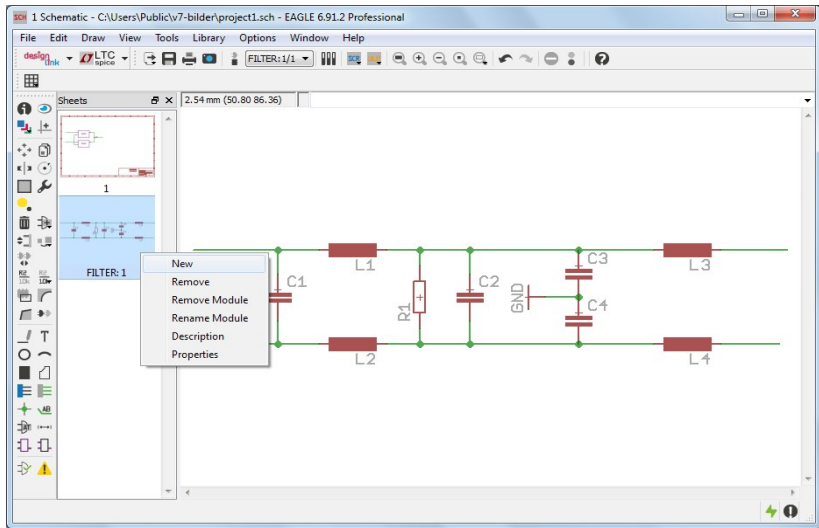 1 Schematic - C:\Users\Public\v7-bilder\project1.sch - EAGLE 6.91.2 Professional
File Edit Draw View Tools Library Options Window Help
design link LTC spice FILTER:1/1
Sheets 2.54 mm (50.80 86.36)
1
FILTER: 1
New
Remove
Remove Module
Rename Module
Description
Properties
C1
L1
R1
C2
GND
C3
C4
L3
L2
L4